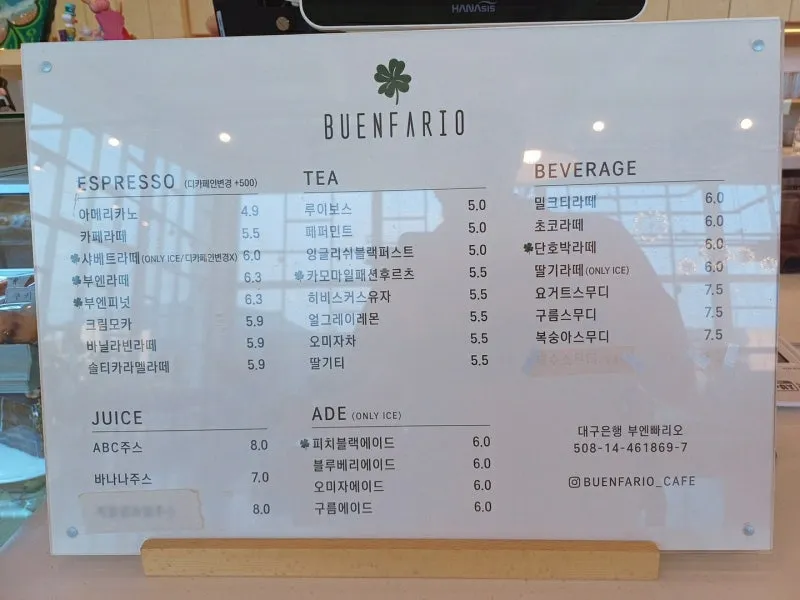 HANASIS
BUENFARIO
ESPRESSO (디카페인변경 +500)
아메리카노 4.9
카페라떼 5.5
샤베트라떼(ONLY ICE/디카페인변경X) 6.0
부엔라떼 6.3
부엔피넛 6.3
크림모카 5.9
바닐라빈라떼 5.9
솔티카라멜라떼 5.9
JUICE
ABC주스 8.0
바나나주스 7.0
8.0
TEA
루이보스 5.0
페퍼민트 5.0
앙글리쉬블랙퍼스트 5.0
카모마일패션후르츠 5.5
히비스커스유자 5.5
얼그레이레몬 5.5
오미자차 5.5
딸기티 5.5
ADE (ONLY ICE)
피치블랙에이드 6.0
블루베리에이드 6.0
오미자에이드 6.0
구름에이드 6.0
BEVERAGE
밀크티라떼 6.0
초코라떼 6.0
단호박라떼 6.0
딸기라떼(ONLY ICE) 6.0
요거트스무디 7.5
구름스무디 7.5
복숭아스무디 7.5
대구은행 부엔빠리오
508-14-461869-7
BUENFARIO_CAFE